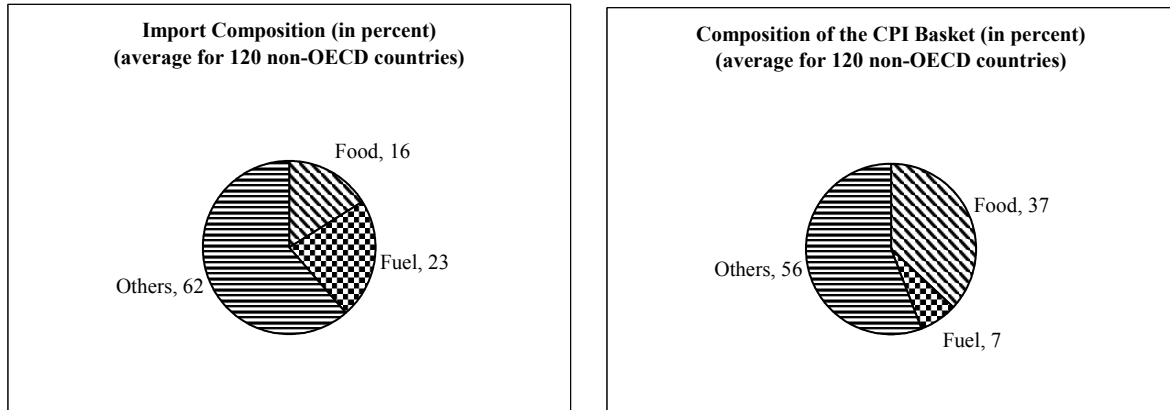 Import Composition (in percent)
(average for 120 non-OECD countries)
Food, 16
Fuel, 23
Others, 62
Composition of the CPI Basket (in percent)
(average for 120 non-OECD countries)
Food, 37
Others, 56
Fuel, 7